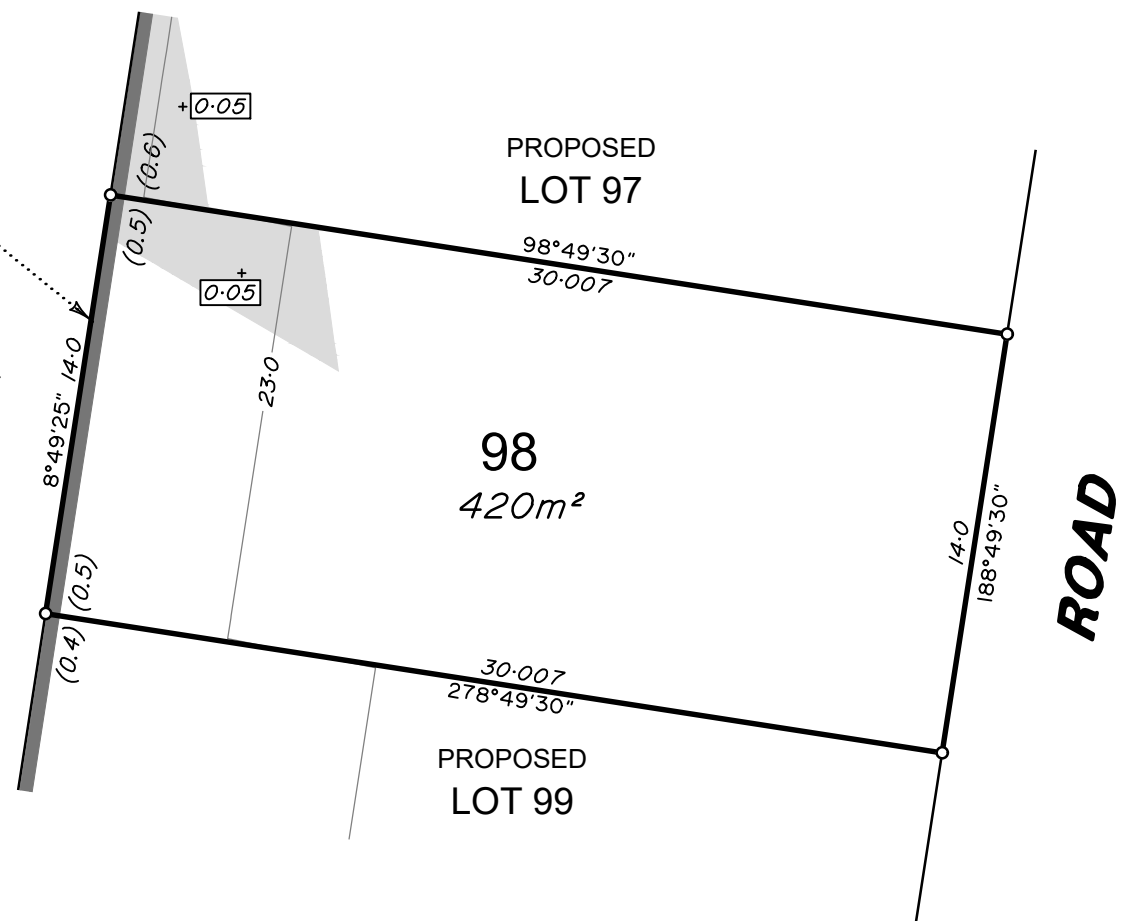 0·05
(0.6)
PROPOSED
LOT 97
(0.5)
98°49'30"
30·007
0·05
14·0
8°49'25"
23·0
98
420m²
ROAD
14·0
188°49'30"
(0.5)
(0.4)
30·007
278°49'30"
PROPOSED
LOT 99